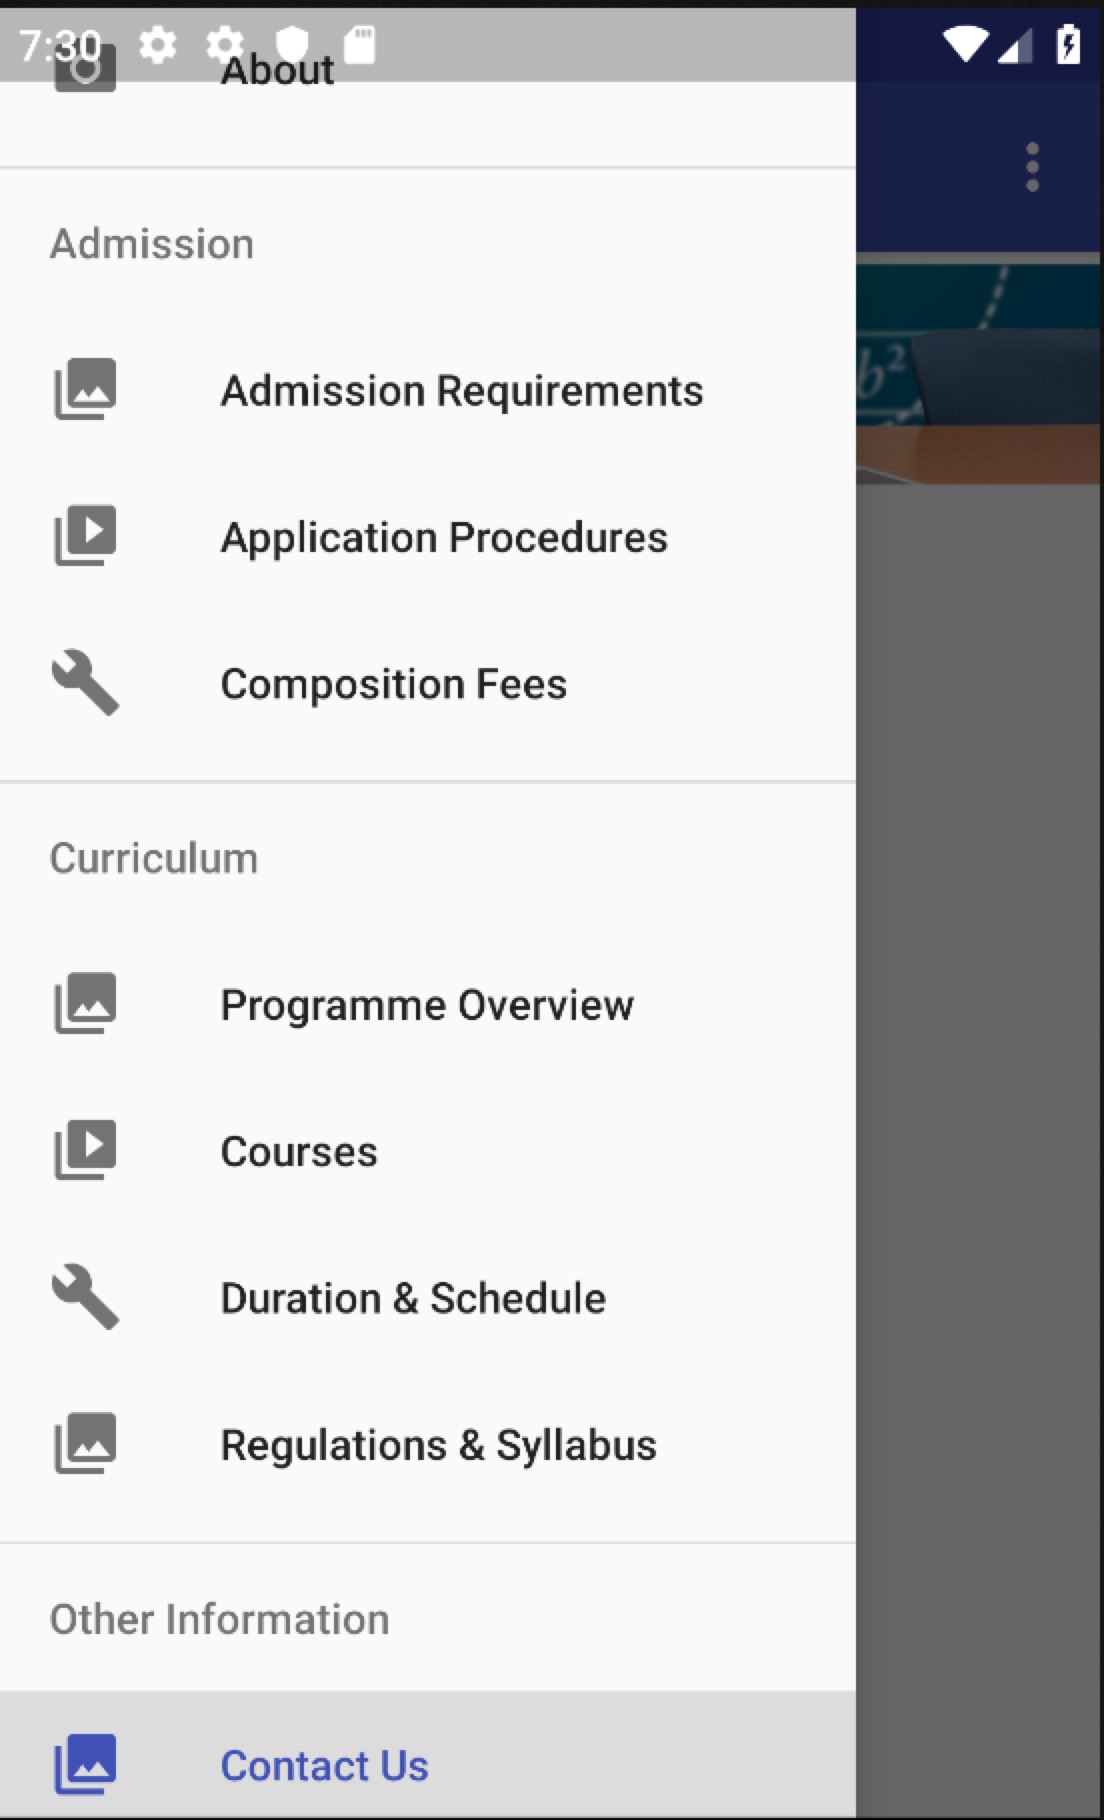 7:30
About
Admission
Admission Requirements
Application Procedures
Composition Fees
Curriculum
Programme Overview
Courses
Duration & Schedule
Regulations & Syllabus
Other Information
Contact Us
b²